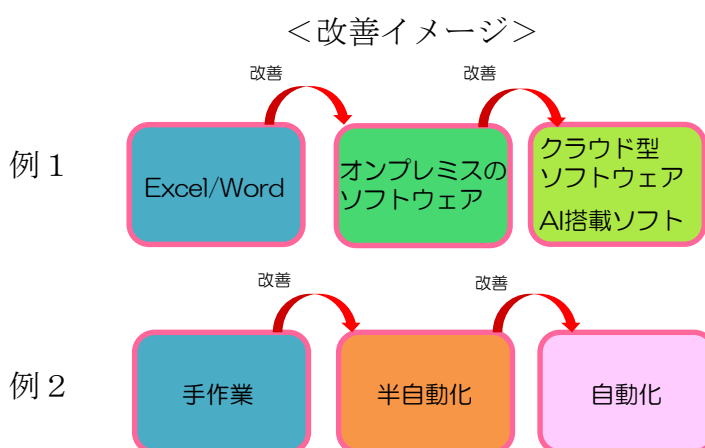 ＜改善イメージ＞
改善
改善
例１
Excel/Word
オンプレミスの
ソフトウェア
クラウド型
ソフトウェア
AI搭載ソフト
改善
改善
例２
手作業
半自動化
自動化